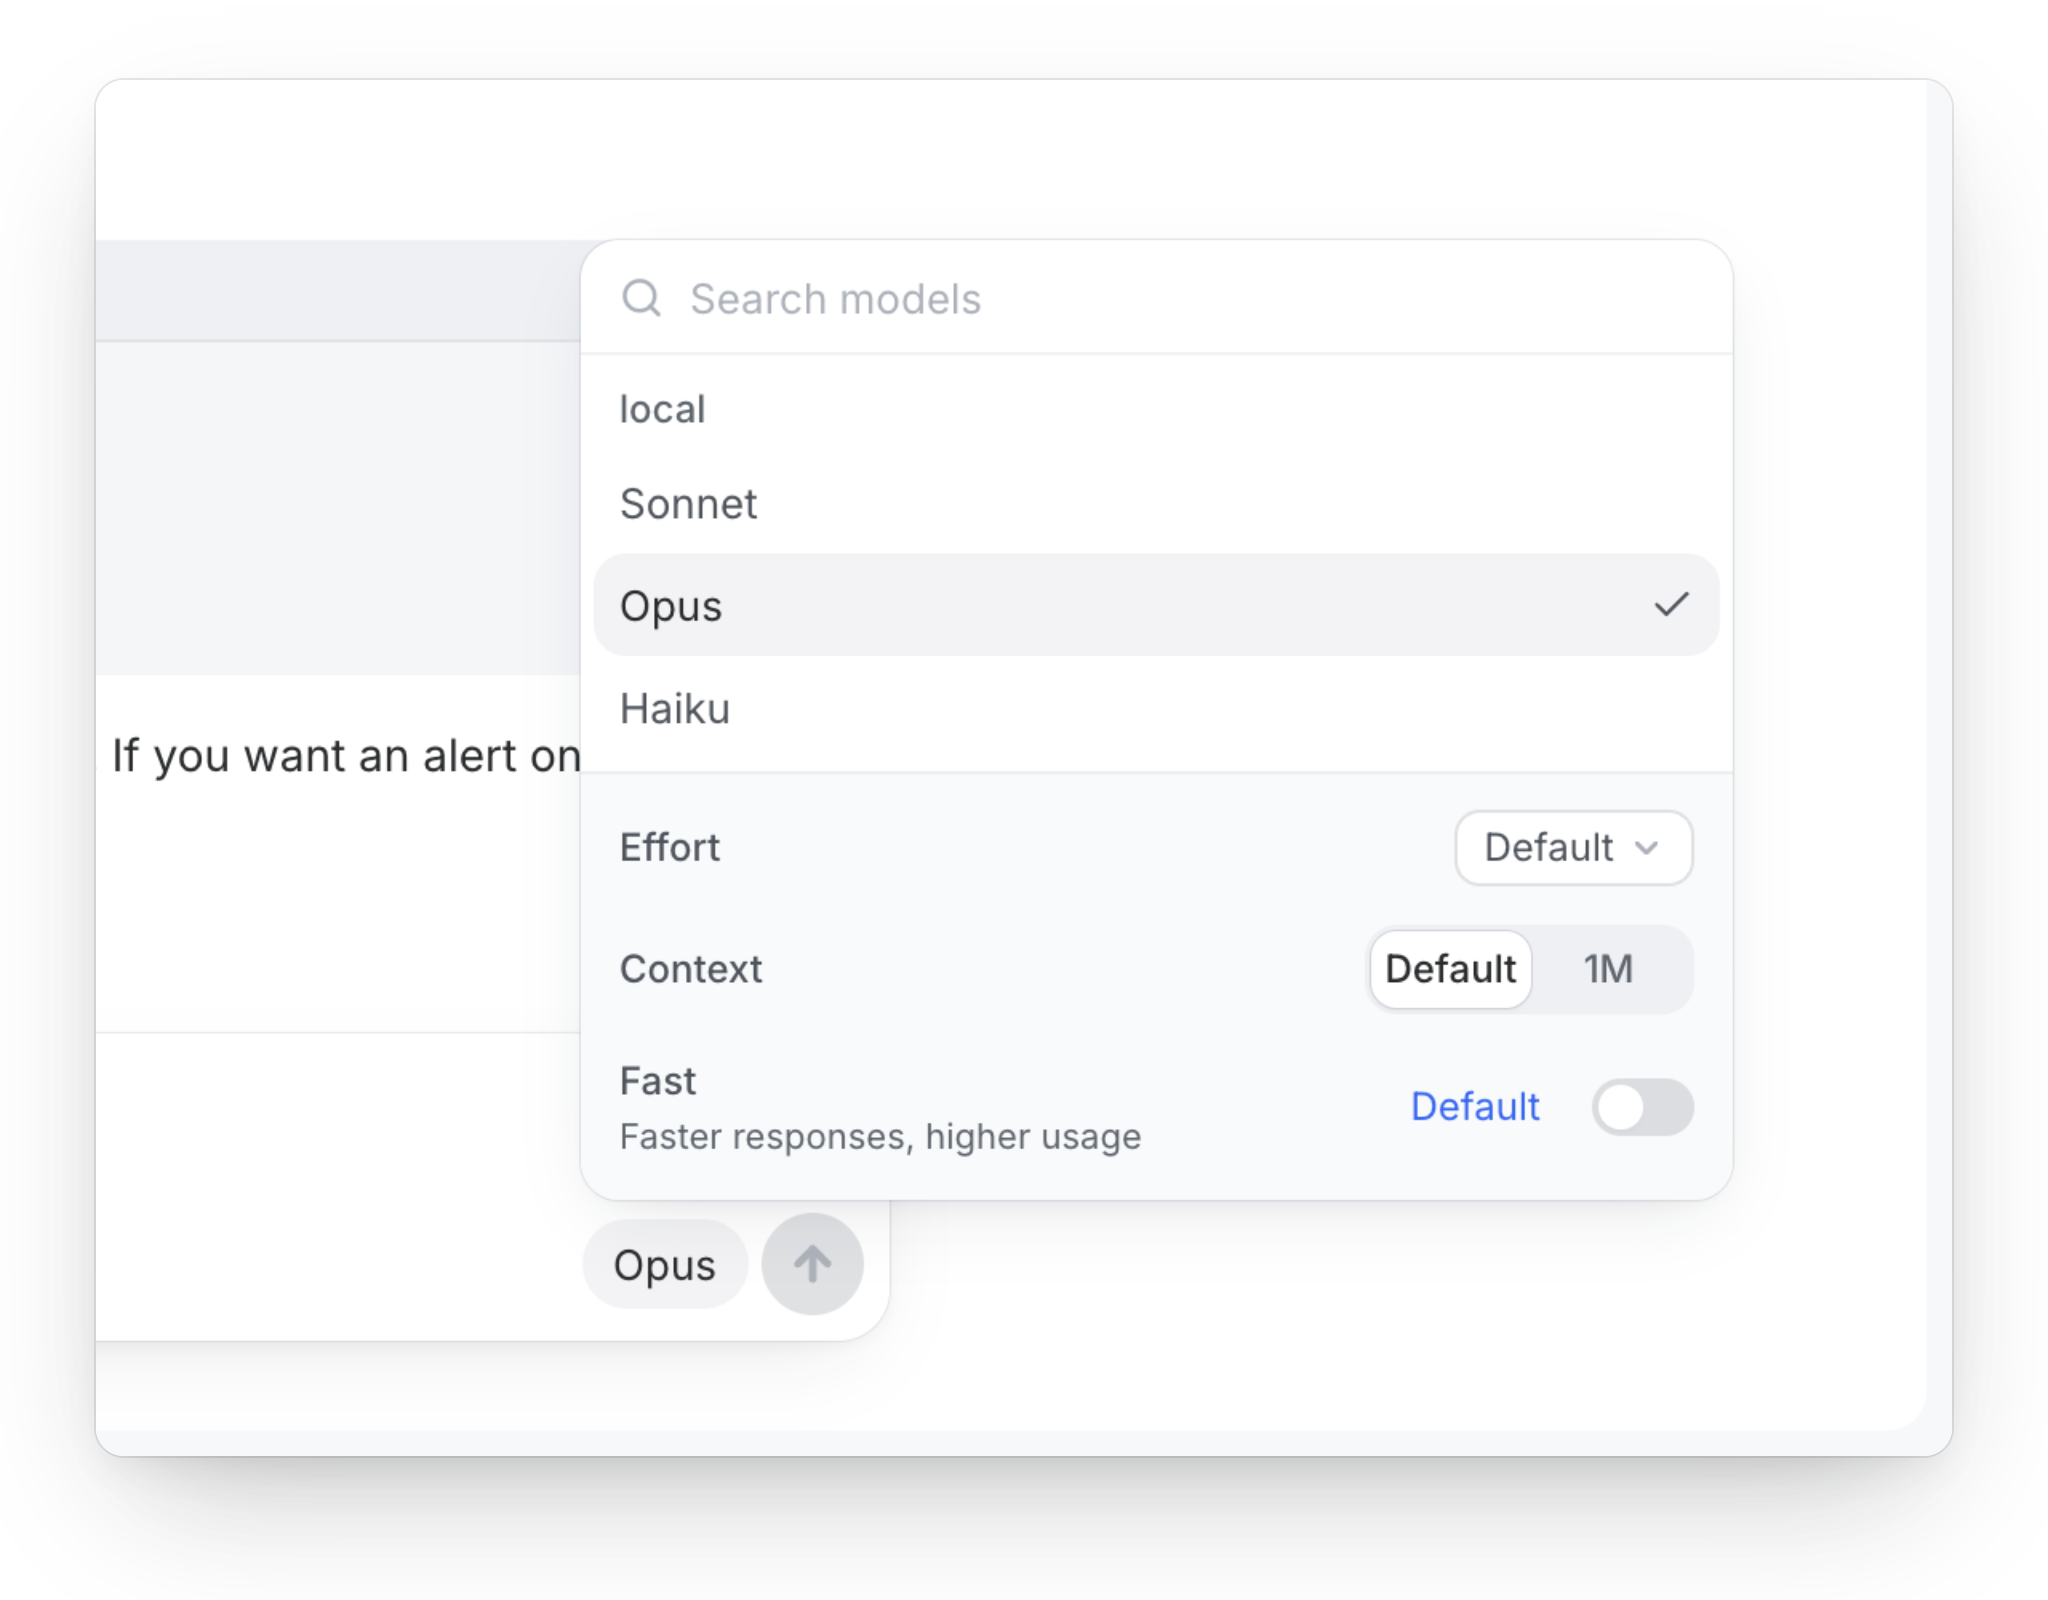 Search models
local
Sonnet
Opus
Haiku
If you want an alert on
Effort
Default
Context
Default
1M
Fast
Faster responses, higher usage
Default
Opus